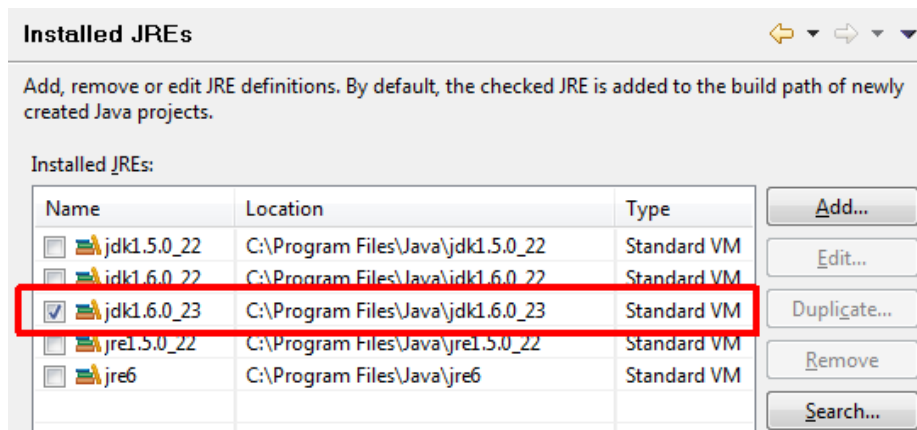 Installed JREs
Add, remove or edit JRE definitions. By default, the checked JRE is added to the build path of newly
created Java projects.
Installed JREs:
Name Location Type
jdk1.5.0_22 C:\Program Files\Java\jdk1.5.0_22 Standard VM
jdk1.6.0_22 C:\Program Files\Java\jdk1.6.0_22 Standard VM
jdk1.6.0_23 C:\Program Files\Java\jdk1.6.0_23 Standard VM
jre1.5.0_22 C:\Program Files\Java\jre1.5.0_22 Standard VM
jre6 C:\Program Files\Java\jre6 Standard VM
Add...
Edit...
Duplicate...
Remove
Search...